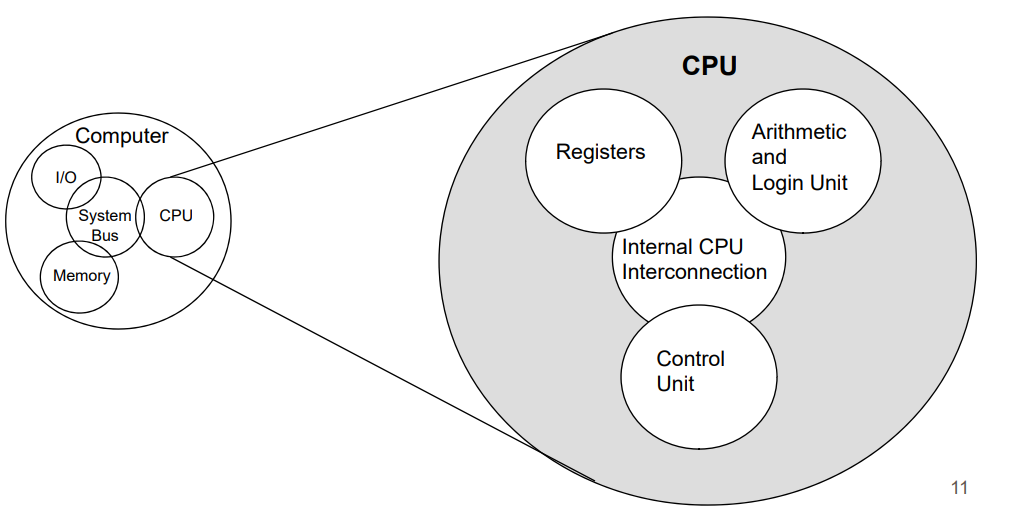 Computer
I/O
System
Bus
CPU
Memory
CPU
Registers
Arithmetic
and
Login Unit
Internal CPU
Interconnection
Control
Unit
11